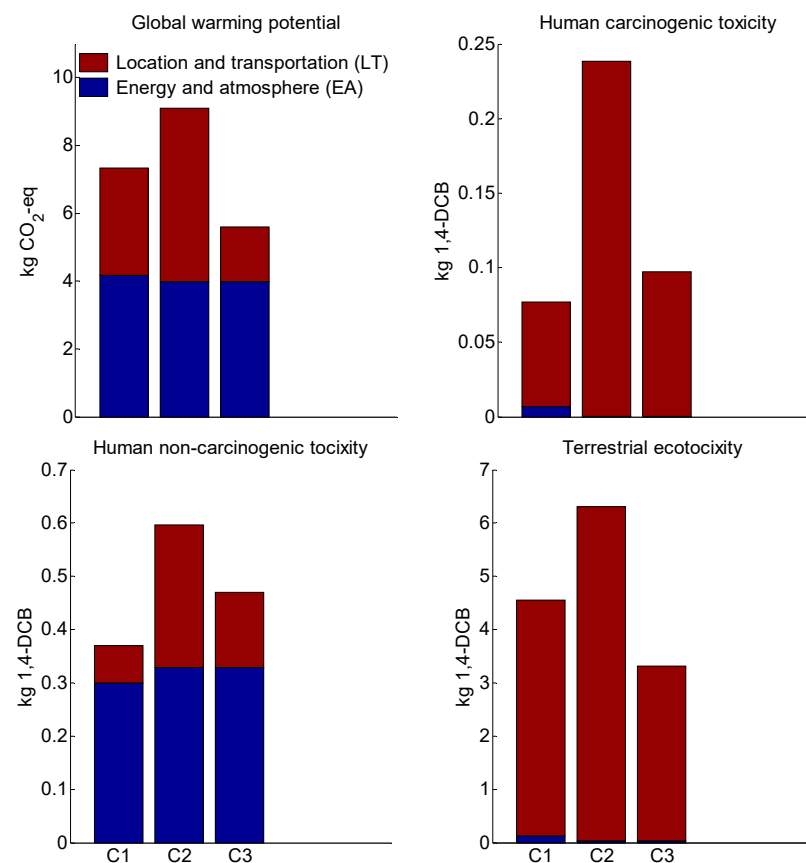 Global warming potential
Location and transportation (LT)
Energy and atmosphere (EA)
kg CO2-eq
10
8
6
4
2
0
Human carcinogenic toxicity
kg 1,4-DCB
0.25
0.2
0.15
0.1
0.05
0
Human non-carcinogenic tocixity
kg 1,4-DCB
0.7
0.6
0.5
0.4
0.3
0.2
0.1
0
C1 C2 C3
Terrestrial ecotocixity
kg 1,4-DCB
7
6
5
4
3
2
1
0
C1 C2 C3